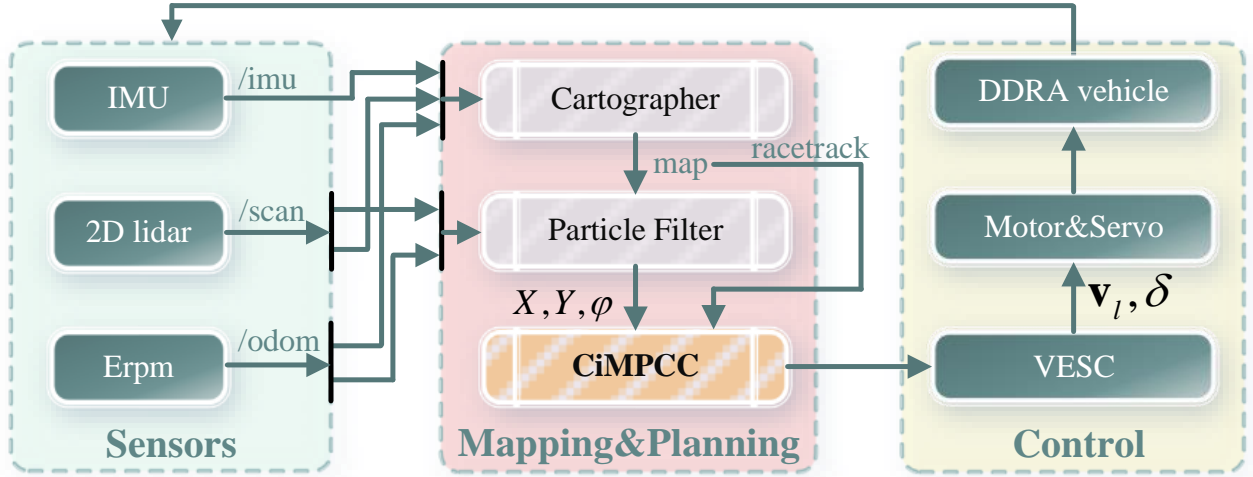 /imu
IMU
Cartographer
DDRA vehicle
map
racetrack
/scan
2D lidar
Particle Filter
Motor&Servo
X, Y, φ
v_l, δ
/odom
Erpm
CiMPCC
VESC
Sensors
Mapping&Planning
Control